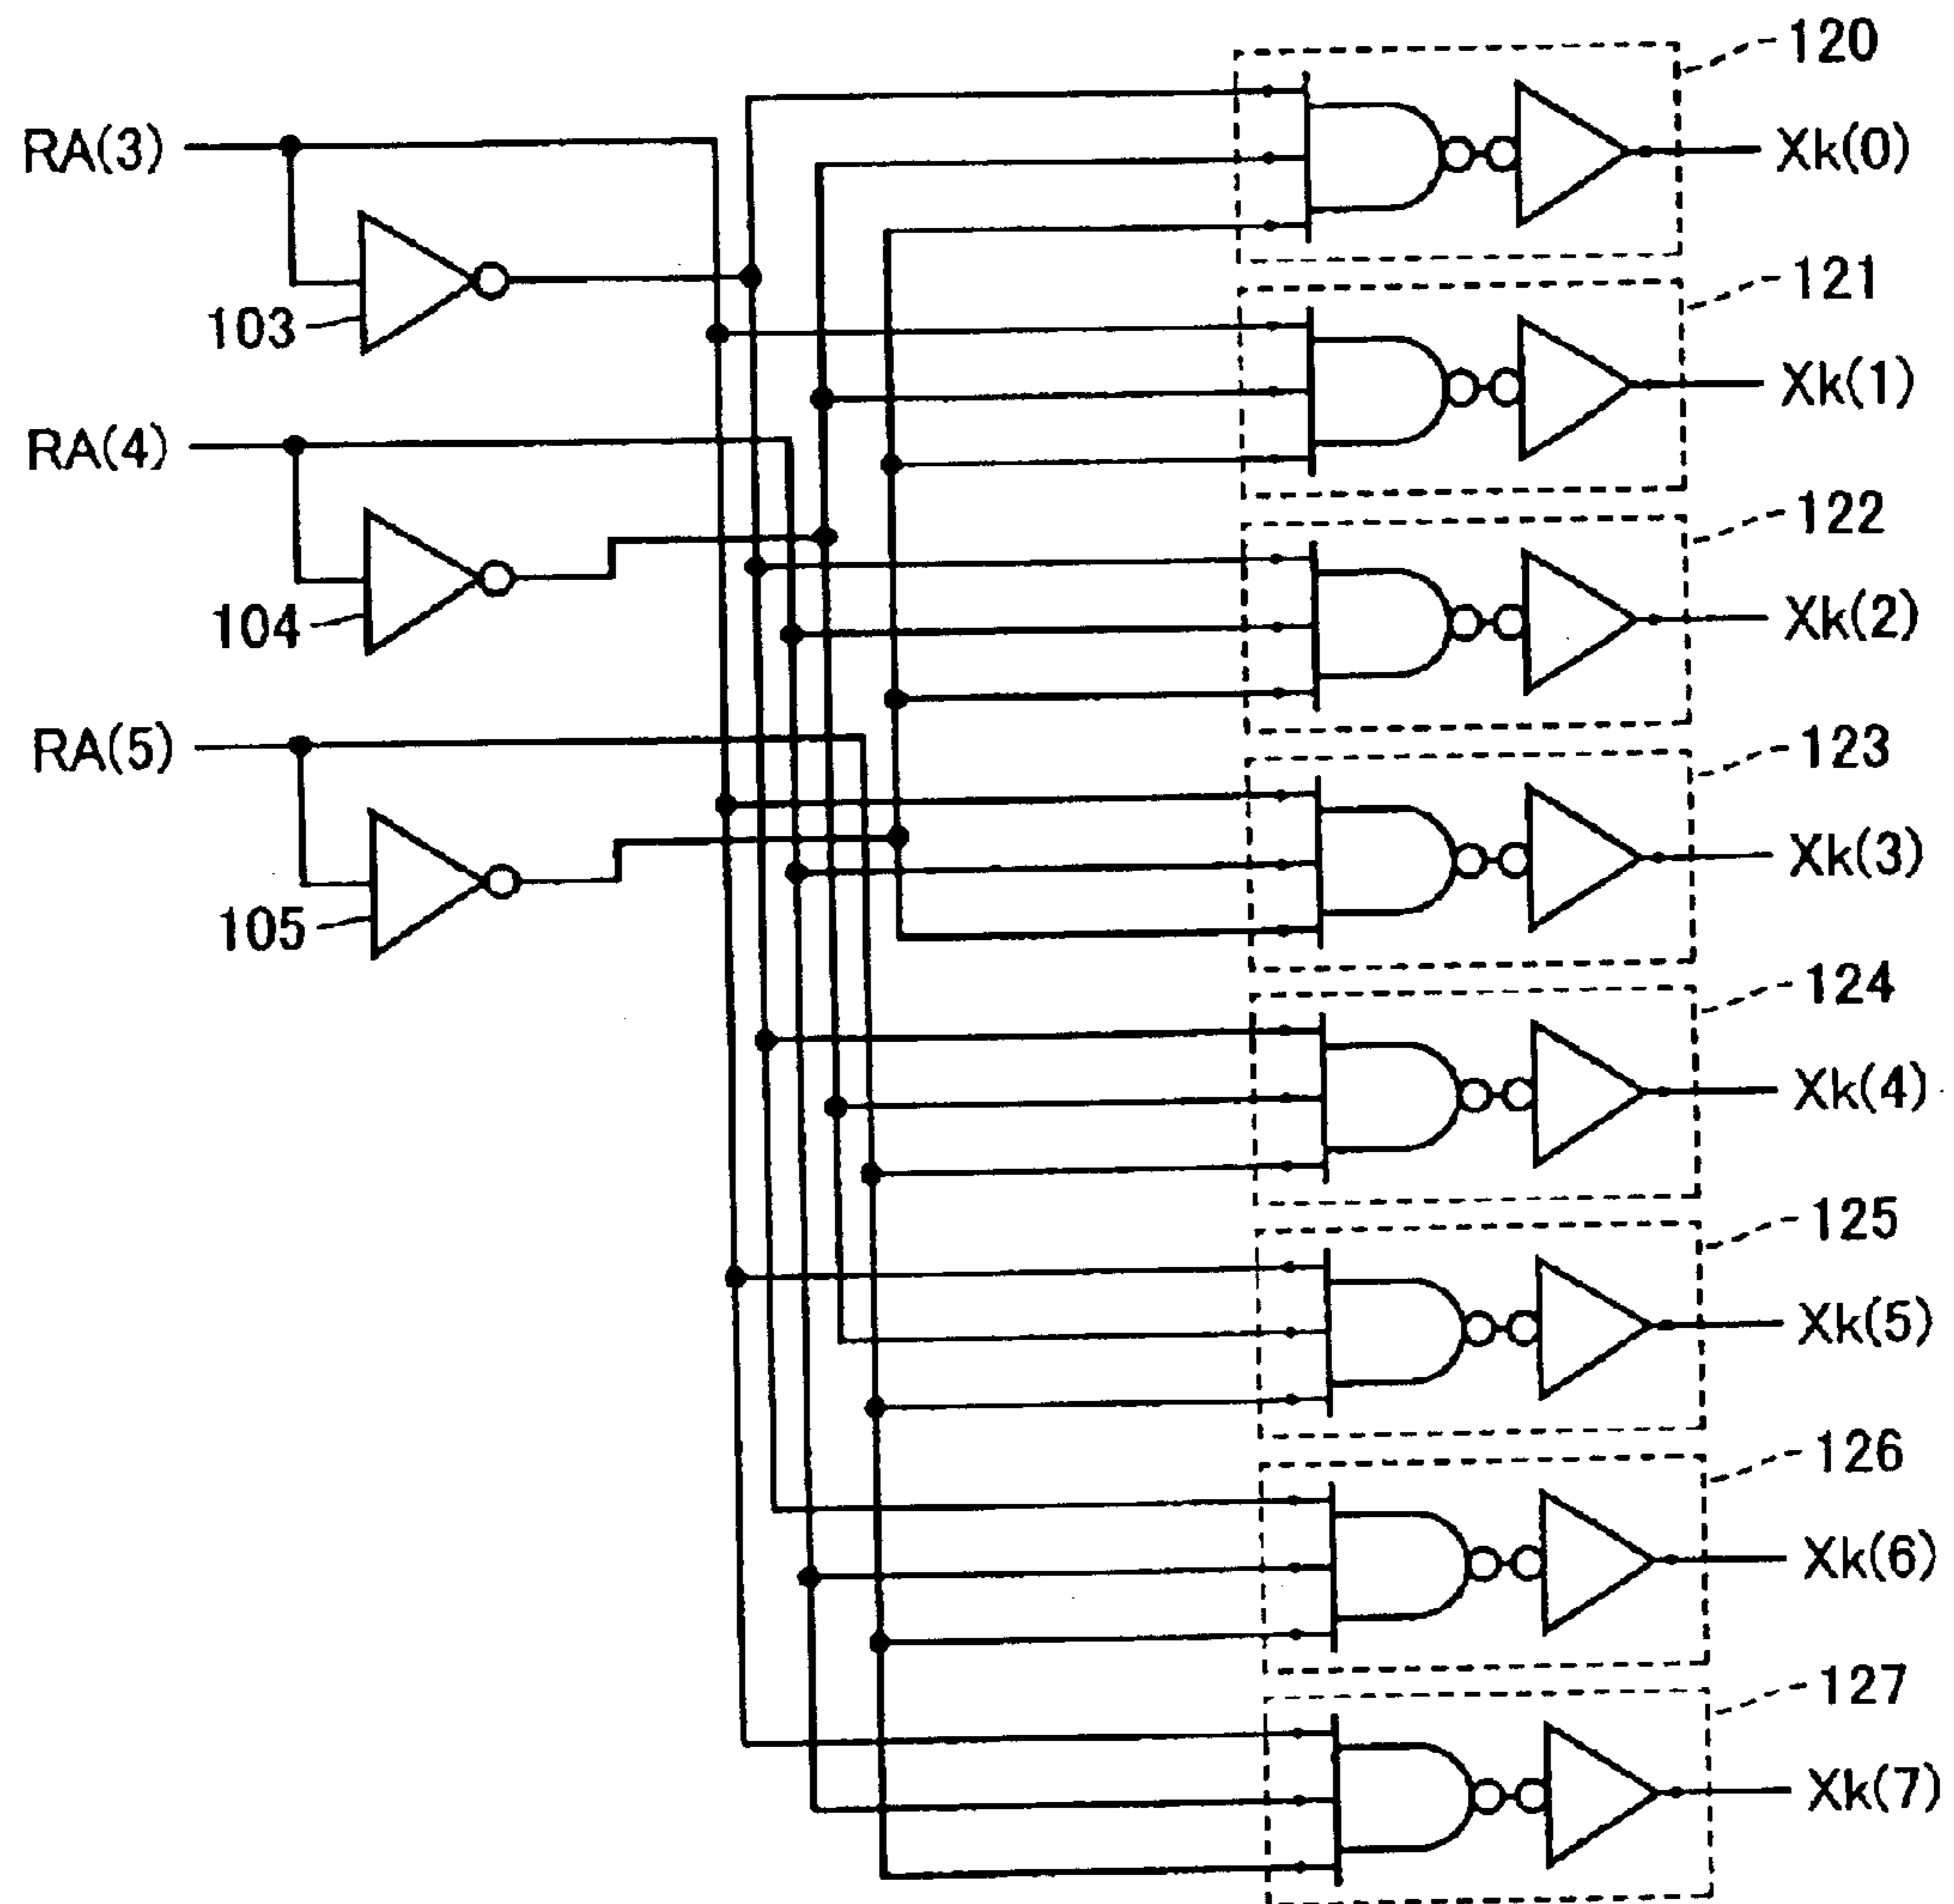 120
RA(3)
Xk(0)
103
121
Xk(1)
RA(4)
122
104
Xk(2)
RA(5)
123
105
Xk(3)
124
Xk(4)
125
Xk(5)
126
Xk(6)
127
Xk(7)